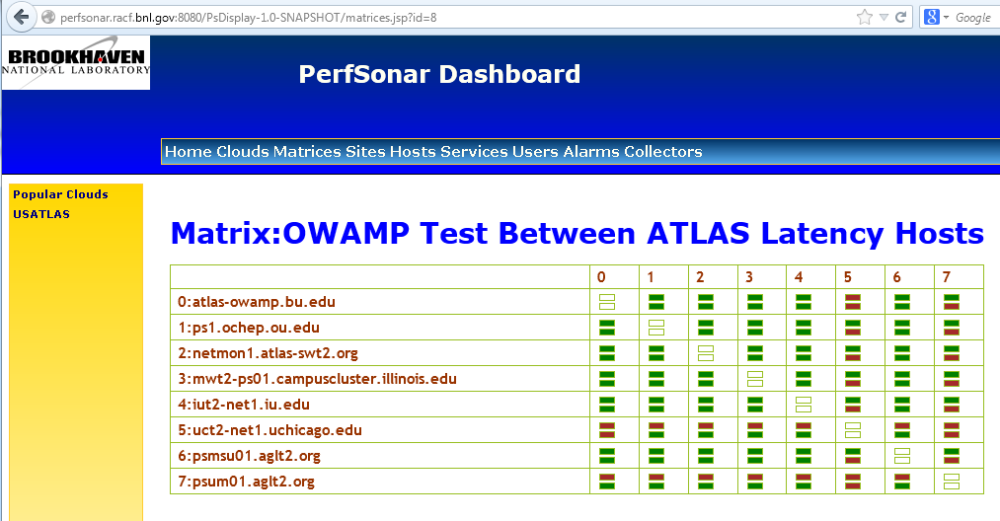 perfsonar.racf.bnl.gov:8080/PsDisplay-1.0-SNAPSHOT/matrices.jsp?id=8
8 Google
BROOKHAVEN
NATIONAL LABORATORY
PerfSonar Dashboard
Home Clouds Matrices Sites Hosts Services Users Alarms Collectors
Popular Clouds
USATLAS
Matrix:OWAMP Test Between ATLAS Latency Hosts
0 1 2 3 4 5 6 7
0:atlas-owamp.bu.edu
1:ps1.ochep.ou.edu
2:netmon1.atlas-swt2.org
3:mwt2-ps01.campuscluster.illinois.edu
4:iut2-net1.iu.edu
5:uct2-net1.uchicago.edu
6:psmsu01.aglt2.org
7:psum01.aglt2.org